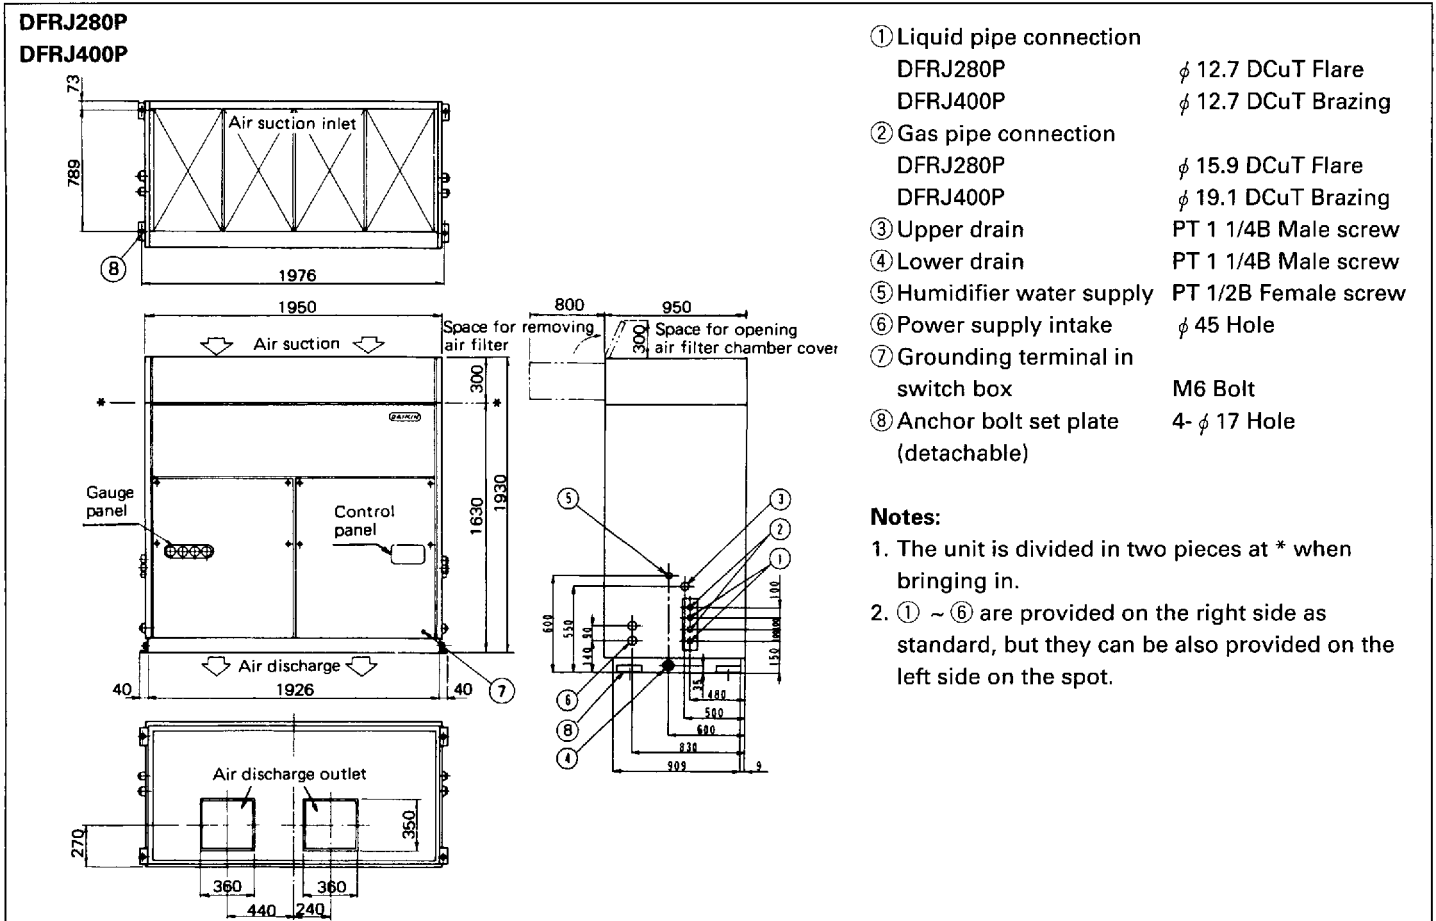 DFRJ280P
DFRJ400P
73
Air suction inlet
789
⑧
1976
1950
Air suction
Space for removing
air filter
800
950
300
Space for opening
air filter chamber cover
*
*
300
DAIKIN
1630
1930
Gauge
panel
Control
panel
⑤
③
②
①
100
600
550
90
140
100
100
150
35
Air discharge
40
1926
40
⑦
⑥
⑧
④
480
500
600
830
909
9
Air discharge outlet
350
270
360
360
440
240
① Liquid pipe connection
DFRJ280P φ 12.7 DCuT Flare
DFRJ400P φ 12.7 DCuT Brazing
② Gas pipe connection
DFRJ280P φ 15.9 DCuT Flare
DFRJ400P φ 19.1 DCuT Brazing
③ Upper drain PT 1 1/4B Male screw
④ Lower drain PT 1 1/4B Male screw
⑤ Humidifier water supply PT 1/2B Female screw
⑥ Power supply intake φ 45 Hole
⑦ Grounding terminal in
switch box M6 Bolt
⑧ Anchor bolt set plate 4- φ 17 Hole
(detachable)
Notes:
1. The unit is divided in two pieces at * when
bringing in.
2. ① ~ ⑥ are provided on the right side as
standard, but they can be also provided on the
left side on the spot.